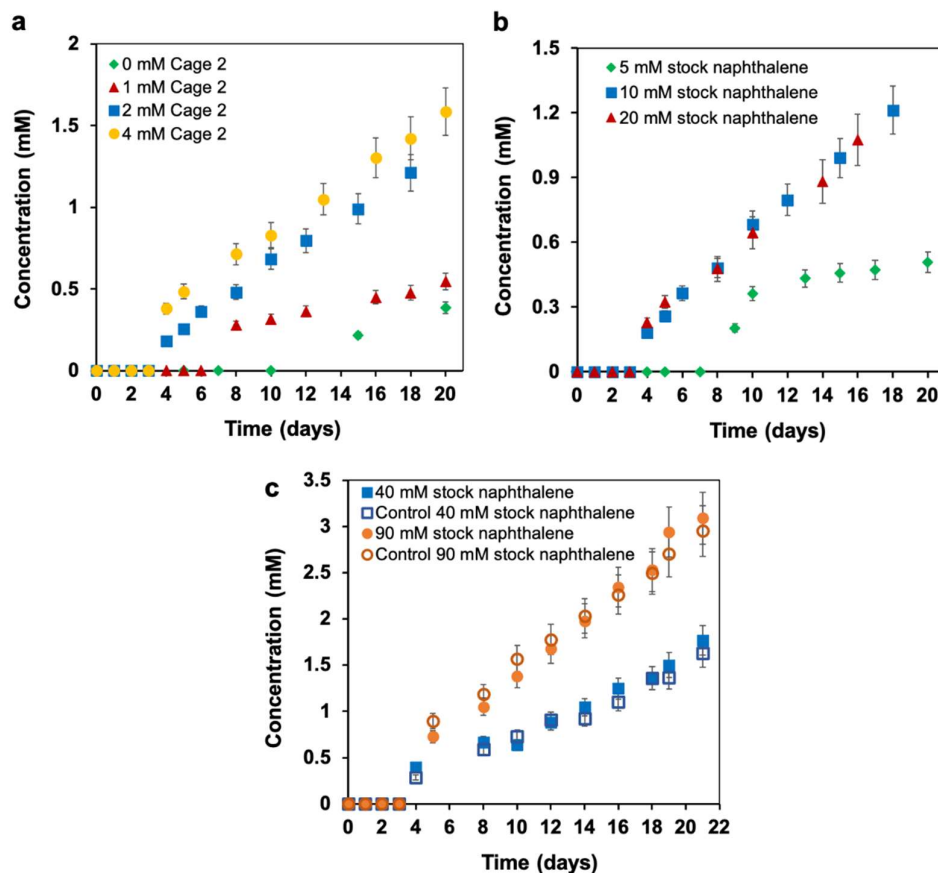 a
2
1.5
1
0.5
0
Concentration (mM)
0 mM Cage 2
1 mM Cage 2
2 mM Cage 2
4 mM Cage 2
0 2 4 6 8 10 12 14 16 18 20
Time (days)
b
1.5
1.2
0.9
0.6
0.3
0
Concentration (mM)
5 mM stock naphthalene
10 mM stock naphthalene
20 mM stock naphthalene
0 2 4 6 8 10 12 14 16 18 20
Time (days)
c
3.5
3
2.5
2
1.5
1
0.5
0
Concentration (mM)
40 mM stock naphthalene
Control 40 mM stock naphthalene
90 mM stock naphthalene
Control 90 mM stock naphthalene
0 2 4 6 8 10 12 14 16 18 20 22
Time (days)